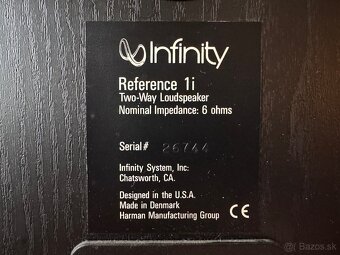 Infinity
Reference 1i
Two-Way Loudspeaker
Nominal Impedance: 6 ohms
Serial# 26744
Infinity System, Inc:
Chatsworth, CA.
Designed in the U.S.A.
Made in Denmark
Harman Manufacturing Group CE
Bazos.sk